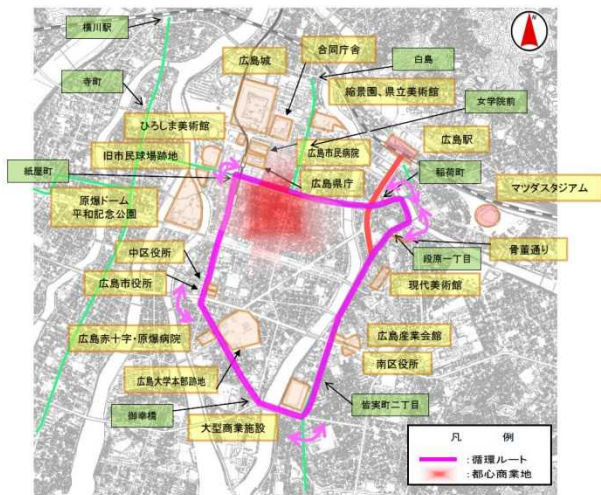 横川駅
N
広島城
合同庁舎
白島
寺町
縮景園、県立美術館
ひろしま美術館
女学院前
旧市民球場跡地
広島市民病院
広島駅
紙屋町
広島県庁
稲荷町
マツダスタジアム
原爆ドーム
平和記念公園
骨董通り
中区役所
段原一丁目
広島市役所
現代美術館
広島赤十字・原爆病院
広島産業会館
南区役所
広島大学本部跡地
御幸橋
皆実町二丁目
大型商業施設
凡 例
:循環ルート
:都心商業地